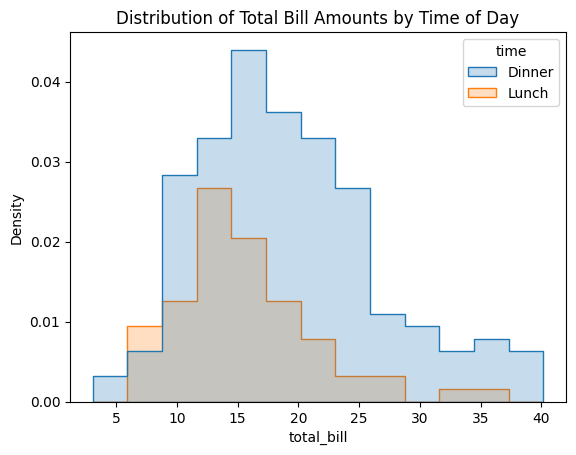 Distribution of Total Bill Amounts by Time of Day
time
Dinner
Lunch
Density
0.04
0.03
0.02
0.01
0.00
5 10 15 20 25 30 35 40
total_bill